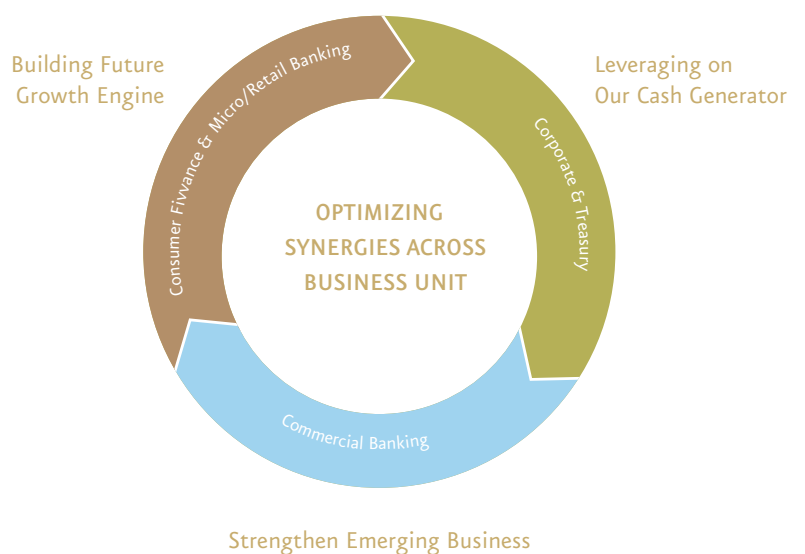 Building Future
Growth Engine
Leveraging on
Our Cash Generator
Consumer Fivvance & Micro/Retail Banking
Corporate & Treasury
OPTIMIZING
SYNERGIES ACROSS
BUSINESS UNIT
Commercial Banking
Strengthen Emerging Business